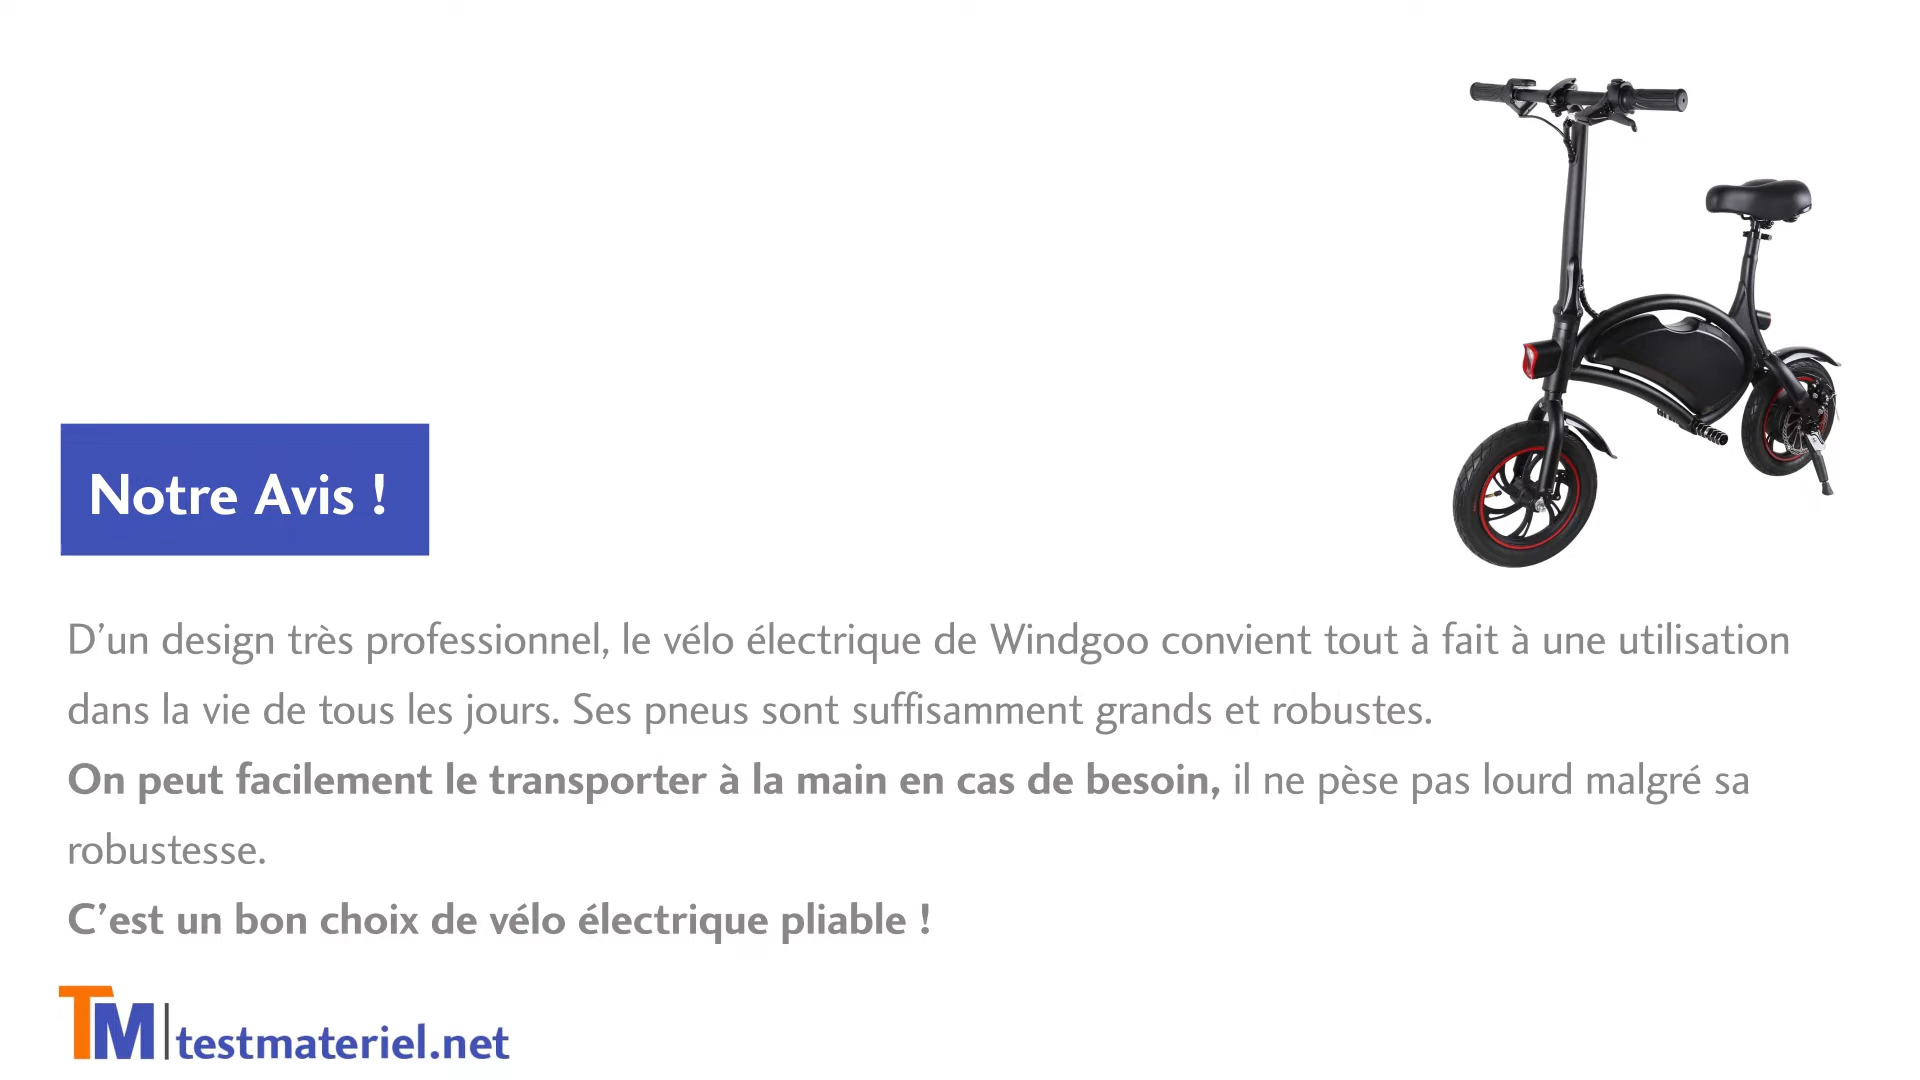 Notre Avis !
D’un design très professionnel, le vélo électrique de Windgoo convient tout à fait à une utilisation
dans la vie de tous les jours. Ses pneus sont suffisamment grands et robustes.
On peut facilement le transporter à la main en cas de besoin, il ne pèse pas lourd malgré sa
robustesse.
C’est un bon choix de vélo électrique pliable !
TM|testmateriel.net